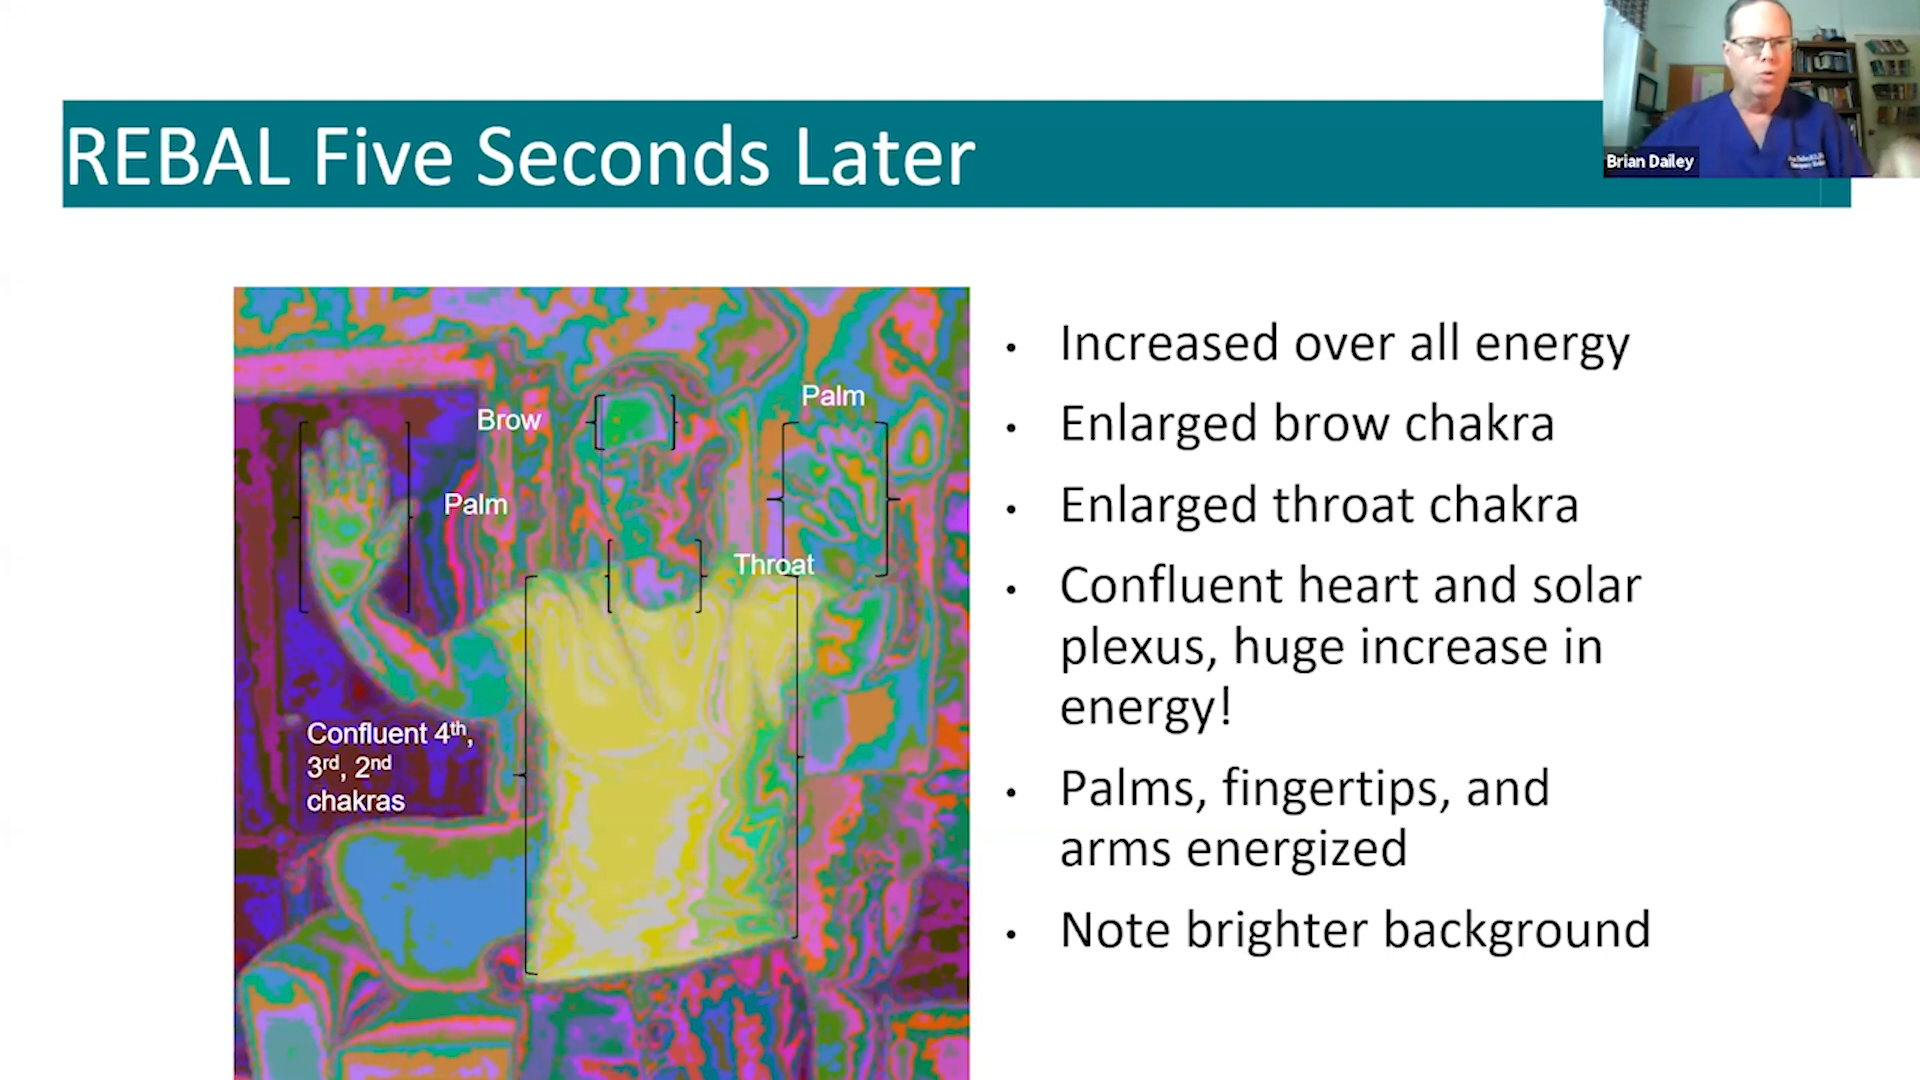 REBAL Five Seconds Later
Brian Dailey
Palm
Brow
Palm
Throat
Confluent 4th,
3rd, 2nd
chakras
• Increased over all energy
• Enlarged brow chakra
• Enlarged throat chakra
• Confluent heart and solar
plexus, huge increase in
energy!
• Palms, fingertips, and
arms energized
• Note brighter background